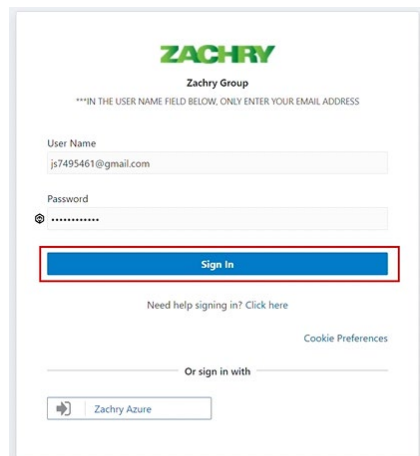 ZACHRY
Zachry Group
***IN THE USER NAME FIELD BELOW, ONLY ENTER YOUR EMAIL ADDRESS
User Name
js7495461@gmail.com
Password
••••••••••••
Sign In
Need help signing in? Click here
Cookie Preferences
Or sign in with
Zachry Azure